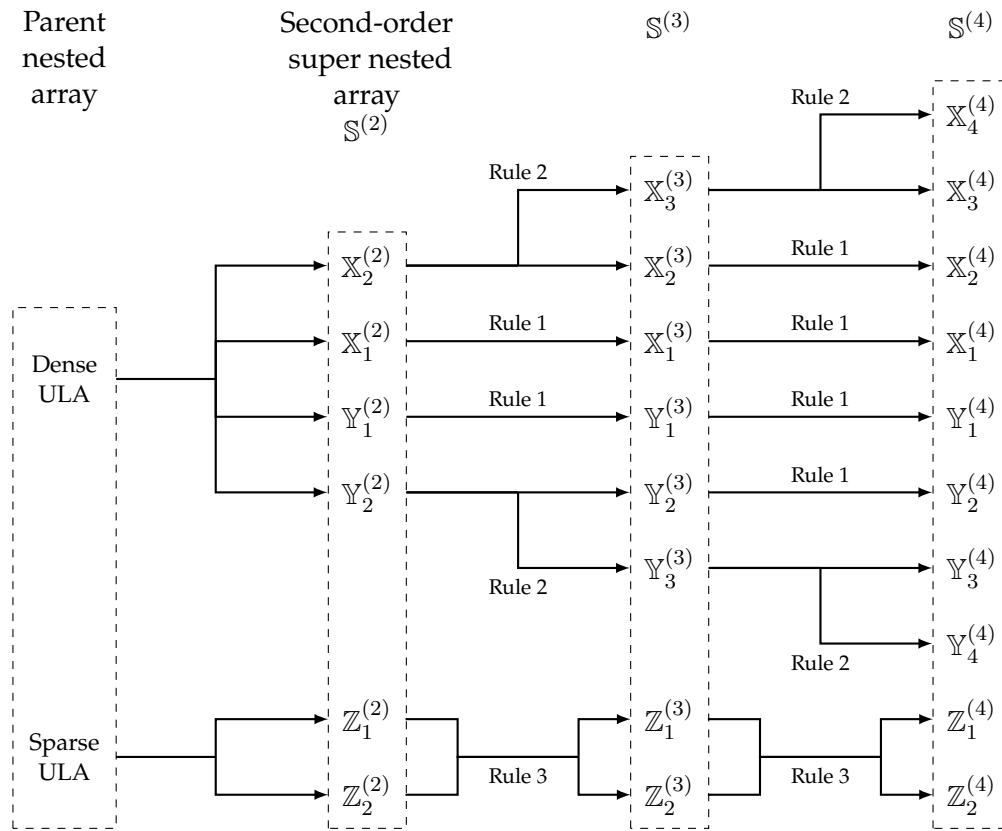 Parent
nested
array
Second-order
super nested
array
𝕊^(2)
𝕊^(3)
𝕊^(4)
Rule 2
𝕏_4^(4)
Rule 2
𝕏_3^(3)
𝕏_3^(4)
𝕏_2^(2)
𝕏_2^(3)
Rule 1
𝕏_2^(4)
Dense
ULA
𝕏_1^(2)
Rule 1
𝕏_1^(3)
Rule 1
𝕏_1^(4)
𝕐_1^(2)
Rule 1
𝕐_1^(3)
Rule 1
𝕐_1^(4)
𝕐_2^(2)
𝕐_2^(3)
Rule 1
𝕐_2^(4)
Rule 2
𝕐_3^(3)
𝕐_3^(4)
Rule 2
𝕐_4^(4)
Sparse
ULA
ℤ_1^(2)
ℤ_1^(3)
ℤ_1^(4)
Rule 3
Rule 3
ℤ_2^(2)
ℤ_2^(3)
ℤ_2^(4)